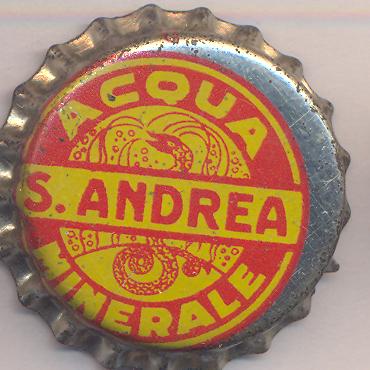 ACQUA
S. ANDREA
MINERALE